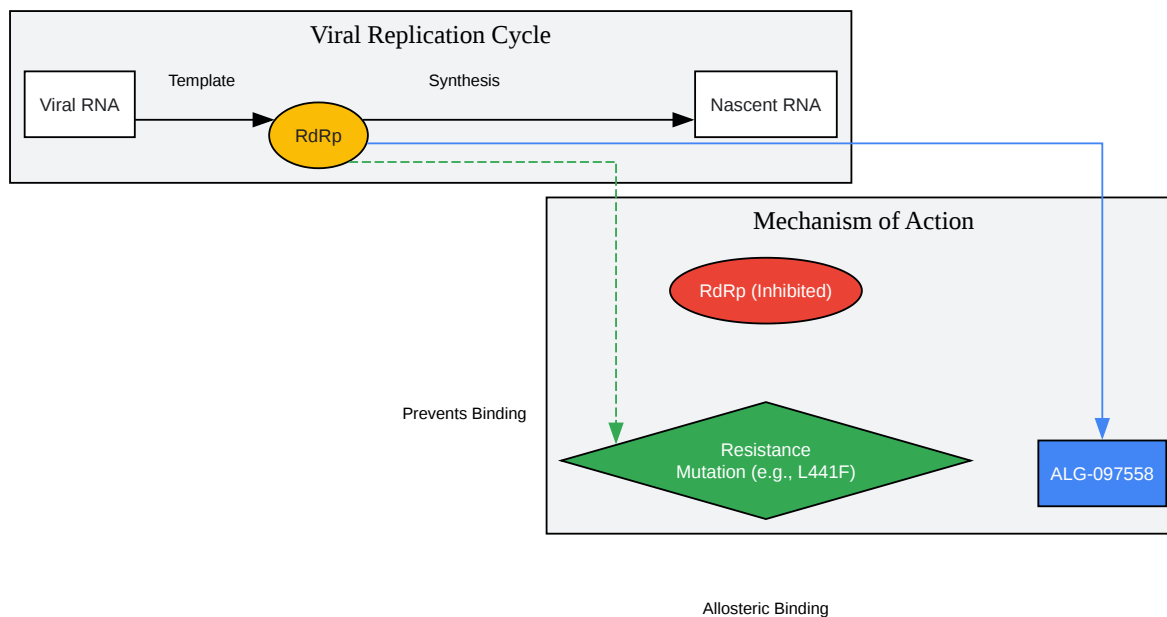 Viral Replication Cycle
Template
Synthesis
Viral RNA
RdRp
Nascent RNA
Mechanism of Action
RdRp (Inhibited)
Prevents Binding
Resistance
Mutation (e.g., L441F)
ALG-097558
Allosteric Binding